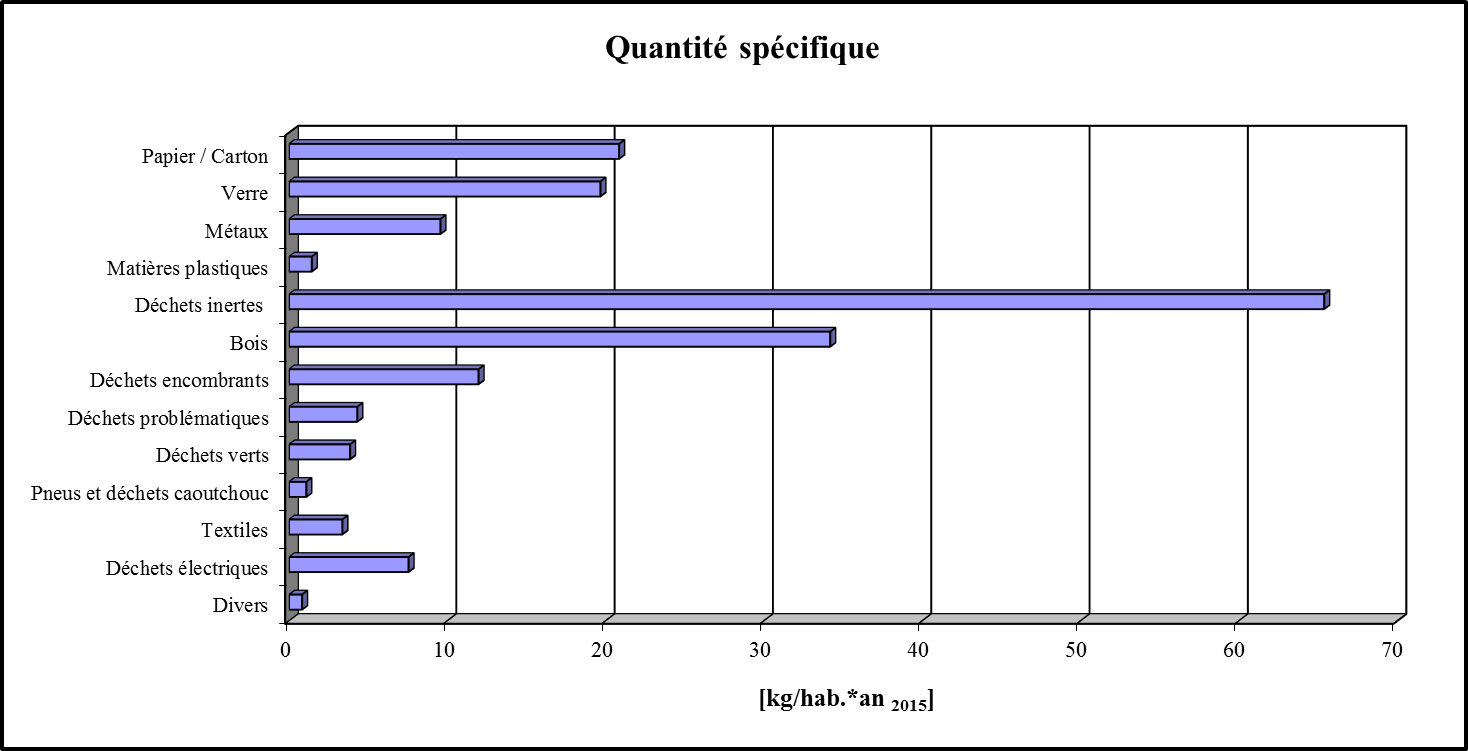 Quantité spécifique
Papier / Carton
Verre
Métaux
Matières plastiques
Déchets inertes
Bois
Déchets encombrants
Déchets problématiques
Déchets verts
Pneus et déchets caoutchouc
Textiles
Déchets électriques
Divers
0 10 20 30 40 50 60 70
[kg/hab.*an 2015]